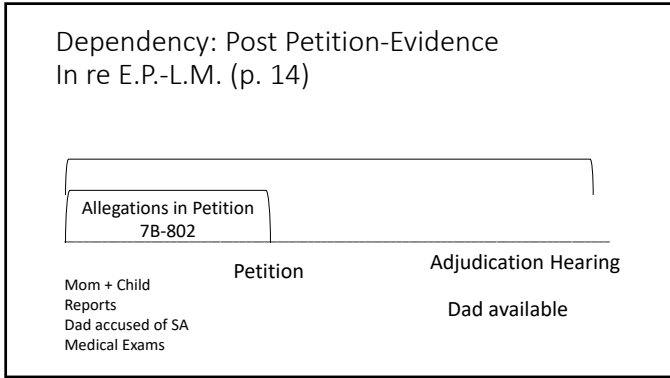 Dependency: Post Petition-Evidence
In re E.P.-L.M. (p. 14)
Allegations in Petition
7B-802
Petition
Adjudication Hearing
Mom + Child
Reports
Dad accused of SA
Medical Exams
Dad available